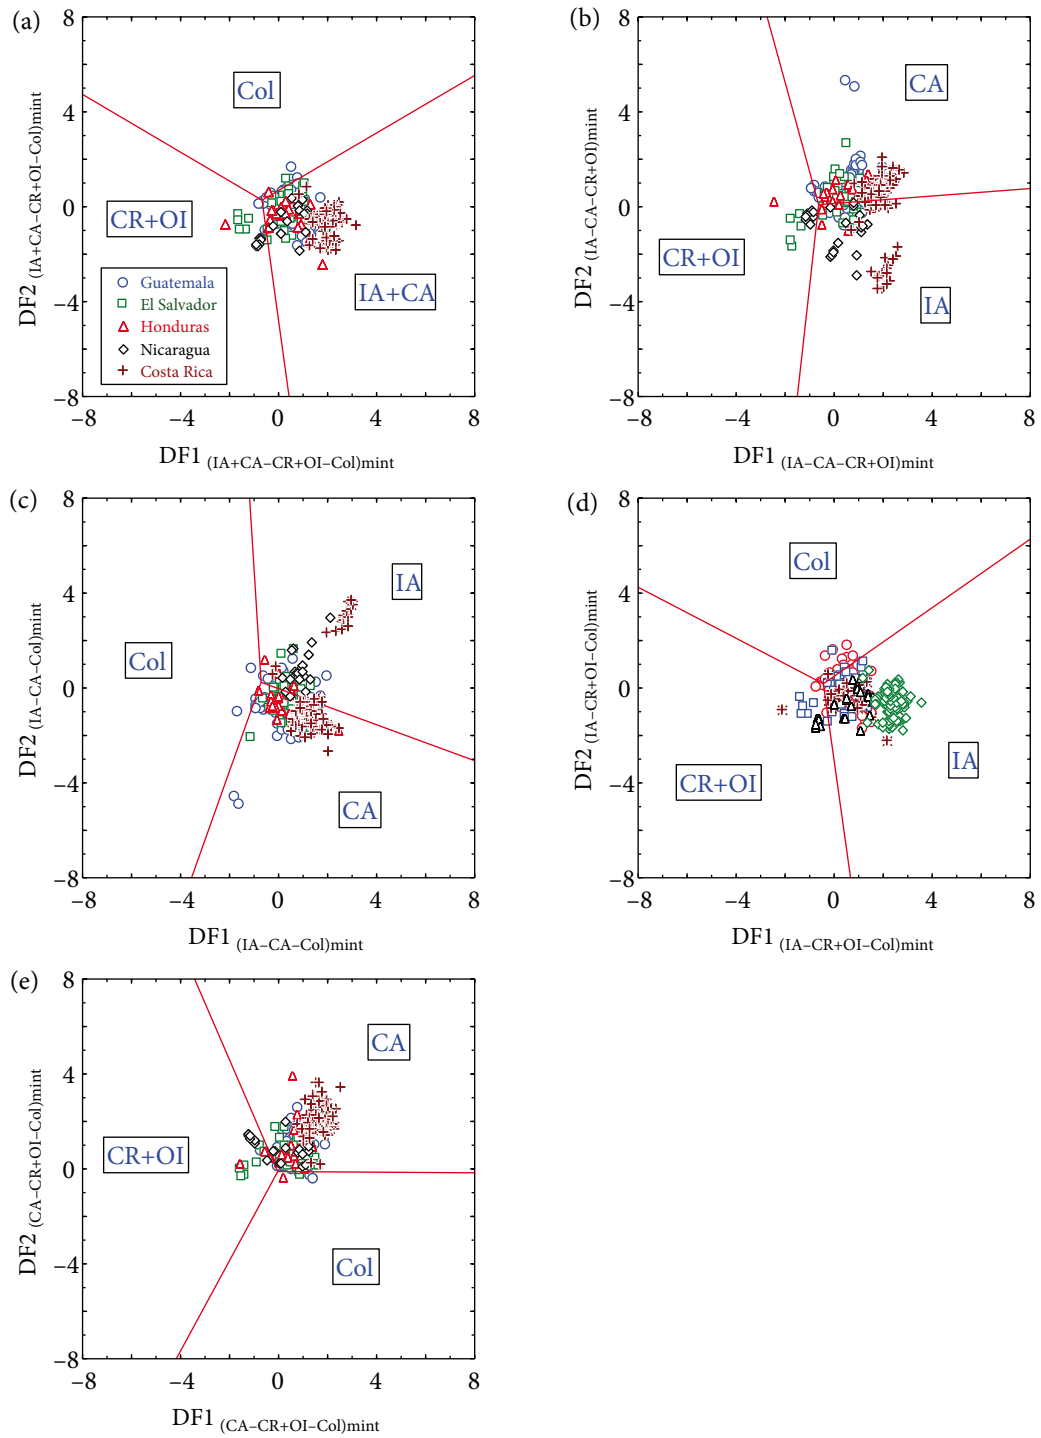 (a)
8
4
0
−4
−8
DF2 (IA+CA–CR+OI–Col)mint
Col
CR+OI
IA+CA
Guatemala
El Salvador
Honduras
Nicaragua
Costa Rica
−8 −4 0 4 8
DF1 (IA+CA–CR+OI–Col)mint
(b)
8
4
0
−4
−8
DF2 (IA–CA–CR+OI)mint
CA
CR+OI
IA
−8 −4 0 4 8
DF1 (IA–CA–CR+OI)mint
(c)
8
4
0
−4
−8
DF2 (IA–CA–Col)mint
IA
Col
CA
−8 −4 0 4 8
DF1 (IA–CA–Col)mint
(d)
8
4
0
−4
−8
DF2 (IA–CR+OI–Col)mint
Col
CR+OI
IA
−8 −4 0 4 8
DF1 (IA–CR+OI–Col)mint
(e)
8
4
0
−4
−8
DF2 (CA–CR+OI–Col)mint
CA
CR+OI
Col
−8 −4 0 4 8
DF1 (CA–CR+OI–Col)mint